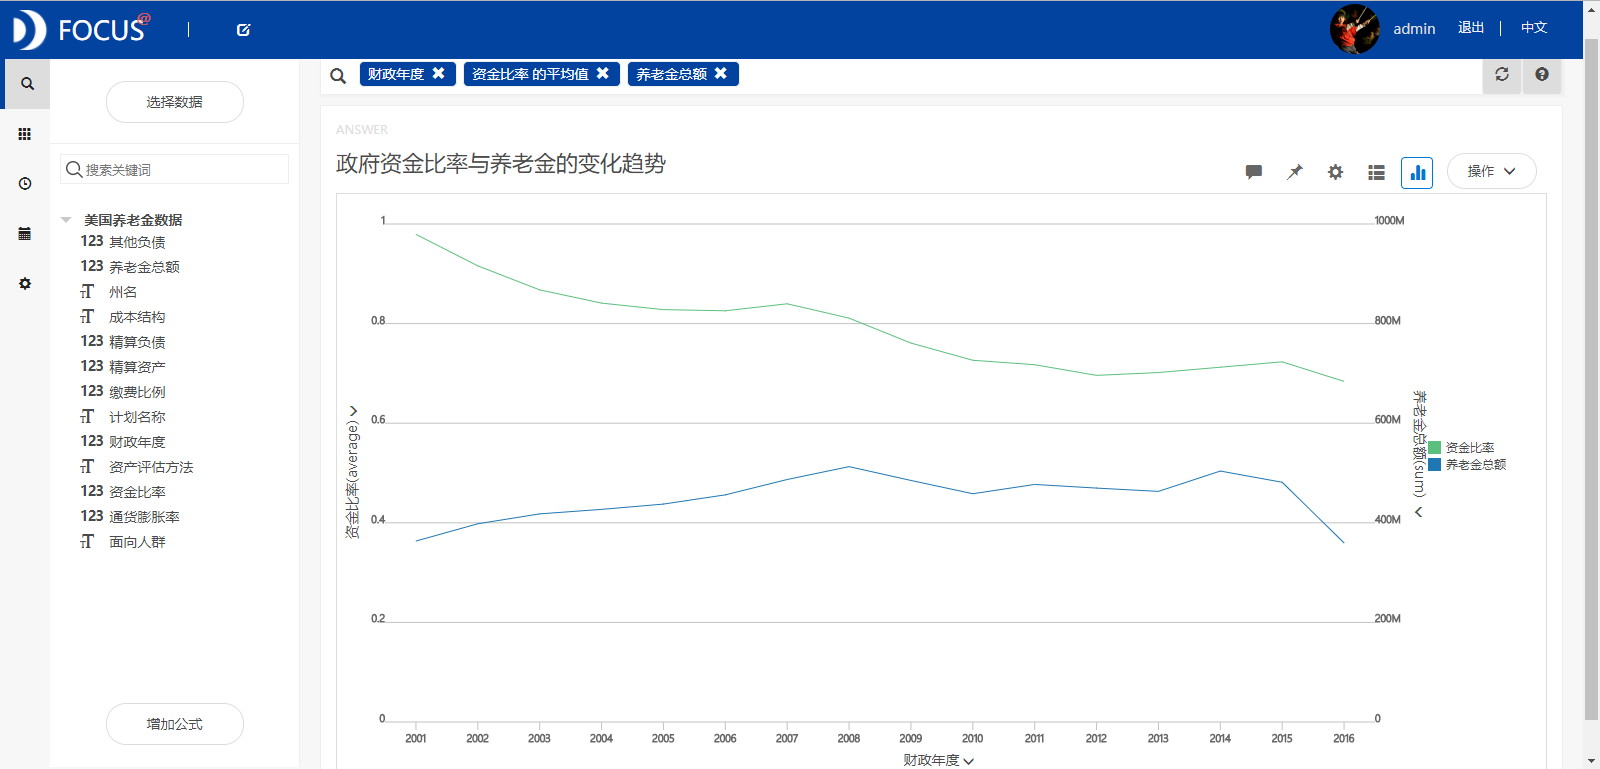 FOCUS@
admin
退出
中文
选择数据
搜索关键词
美国养老金数据
123 其他负债
123 养老金总额
TT 州名
TT 成本结构
123 精算负债
123 精算资产
123 缴费比例
TT 计划名称
123 财政年度
TT 资产评估方法
123 资金比率
123 通货膨胀率
TT 面向人群
增加公式
财政年度 ✖ 资金比率 的平均值 ✖ 养老金总额 ✖
ANSWER
政府资金比率与养老金的变化趋势
操作
1
0.8
0.6
0.4
0.2
0
资金比率(average)
1000M
800M
600M
400M
200M
0
养老金总额(sum)
资金比率
养老金总额
2001 2002 2003 2004 2005 2006 2007 2008 2009 2010 2011 2012 2013 2014 2015 2016
财政年度